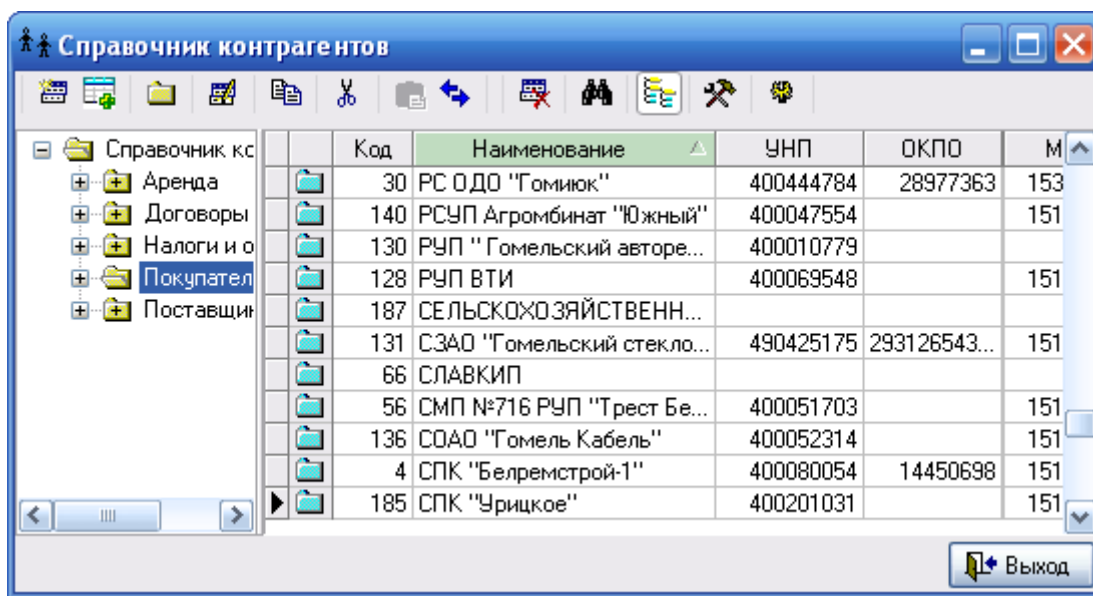 Справочник контрагентов
Справочник кс
Аренда
Договоры
Налоги и о
Покупател
Поставщин
Код Наименование УНП ОКПО М
30 РС ОДО "Гомиюк" 400444784 28977363 153
140 РСУП Агромбинат "Южный" 400047554 151
130 РУП " Гомельский авторе... 400010779
128 РУП ВТИ 400069548 151
187 СЕЛЬСКОХОЗЯЙСТВЕНН...
131 СЗАО "Гомельский стекло... 490425175 293126543... 151
66 СЛАВКИП
56 СМП №716 РУП "Трест Бе... 400051703 151
136 СОАО "Гомель Кабель" 400052314 151
4 СПК "Белремстрой-1" 400080054 14450698 151
185 СПК "Урицкое" 400201031 151
Выход